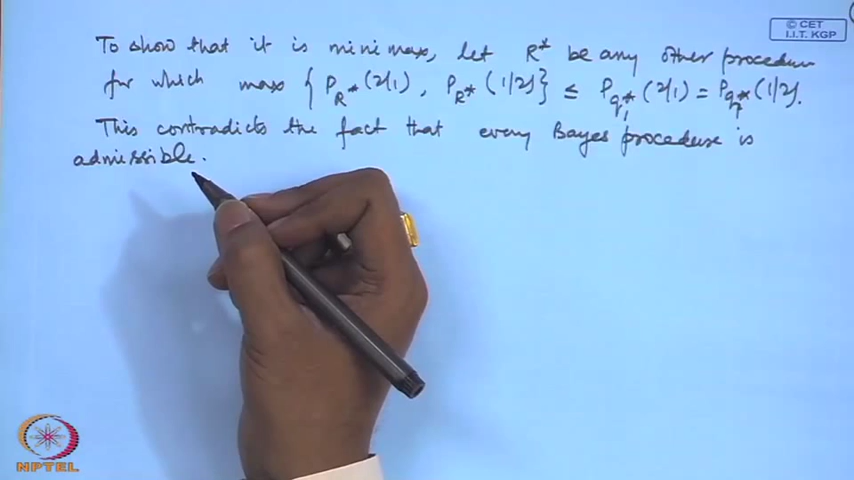 © CET
I.I.T. KGP
To show that it is minimax, let R* be any other procedure
for which max { P_R*(2|1), P_R*(1|2)} ≤ P_q₁*(2|1) = P_q₁*(1|2).
This contradicts the fact that every Bayes procedure is
admissible.
NPTEL